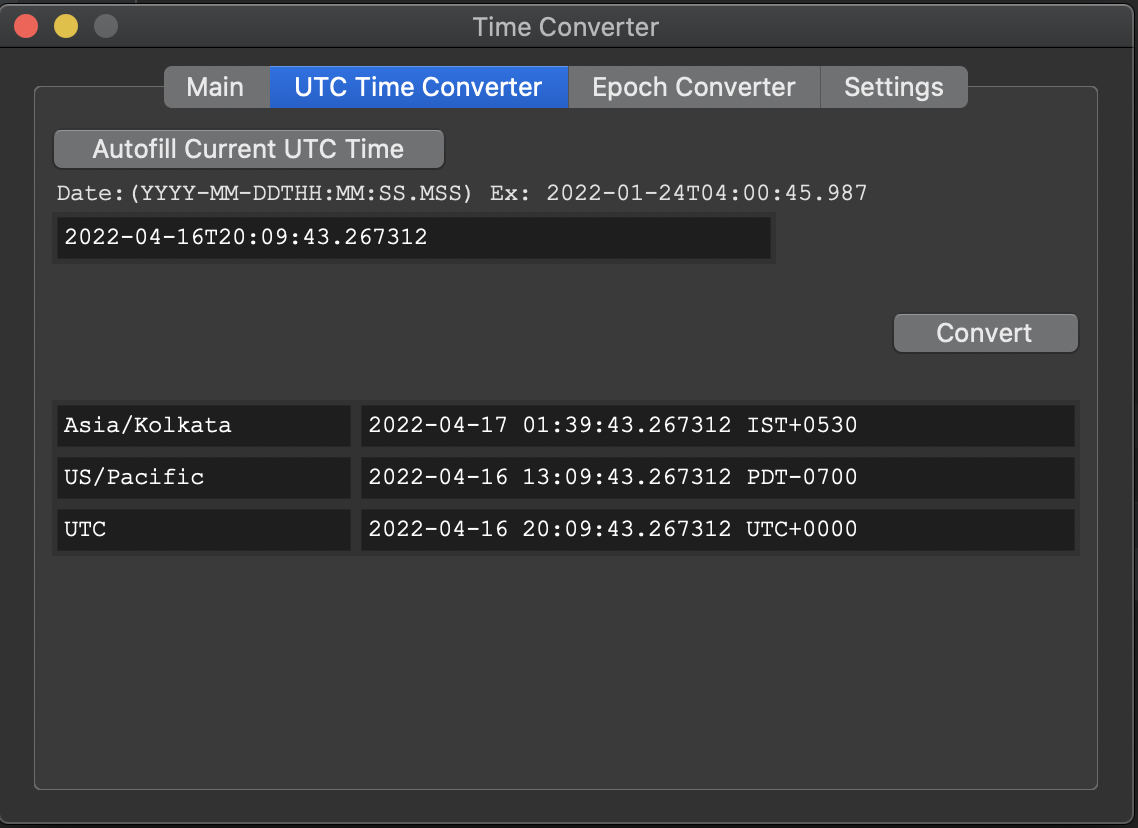 Time Converter
Main UTC Time Converter Epoch Converter Settings
Autofill Current UTC Time
Date:(YYYY-MM-DDTHH:MM:SS.MSS) Ex: 2022-01-24T04:00:45.987
2022-04-16T20:09:43.267312
Convert
Asia/Kolkata 2022-04-17 01:39:43.267312 IST+0530
US/Pacific 2022-04-16 13:09:43.267312 PDT-0700
UTC 2022-04-16 20:09:43.267312 UTC+0000